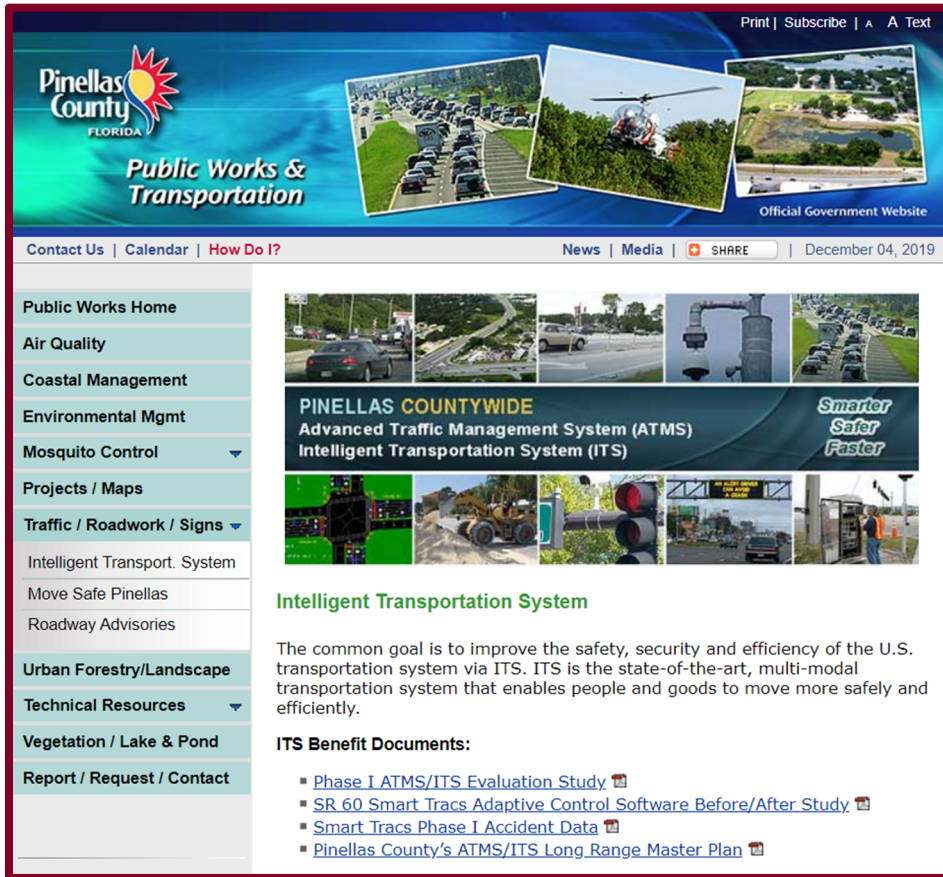 Print | Subscribe | A A Text
Pinellas
County
FLORIDA
Public Works &
Transportation
Official Government Website
Contact Us | Calendar | How Do I?
News | Media | SHARE | December 04, 2019
Public Works Home
Air Quality
Coastal Management
Environmental Mgmt
Mosquito Control
Projects / Maps
Traffic / Roadwork / Signs
Intelligent Transport. System
Move Safe Pinellas
Roadway Advisories
Urban Forestry/Landscape
Technical Resources
Vegetation / Lake & Pond
Report / Request / Contact
PINELLAS COUNTYWIDE
Advanced Traffic Management System (ATMS)
Intelligent Transportation System (ITS)
Smarter
Safer
Faster
AN ALERT DRIVER
CAN AVOID
A CRASH
Intelligent Transportation System
The common goal is to improve the safety, security and efficiency of the U.S.
transportation system via ITS. ITS is the state-of-the-art, multi-modal
transportation system that enables people and goods to move more safely and
efficiently.
ITS Benefit Documents:
Phase I ATMS/ITS Evaluation Study
SR 60 Smart Tracs Adaptive Control Software Before/After Study
Smart Tracs Phase I Accident Data
Pinellas County's ATMS/ITS Long Range Master Plan